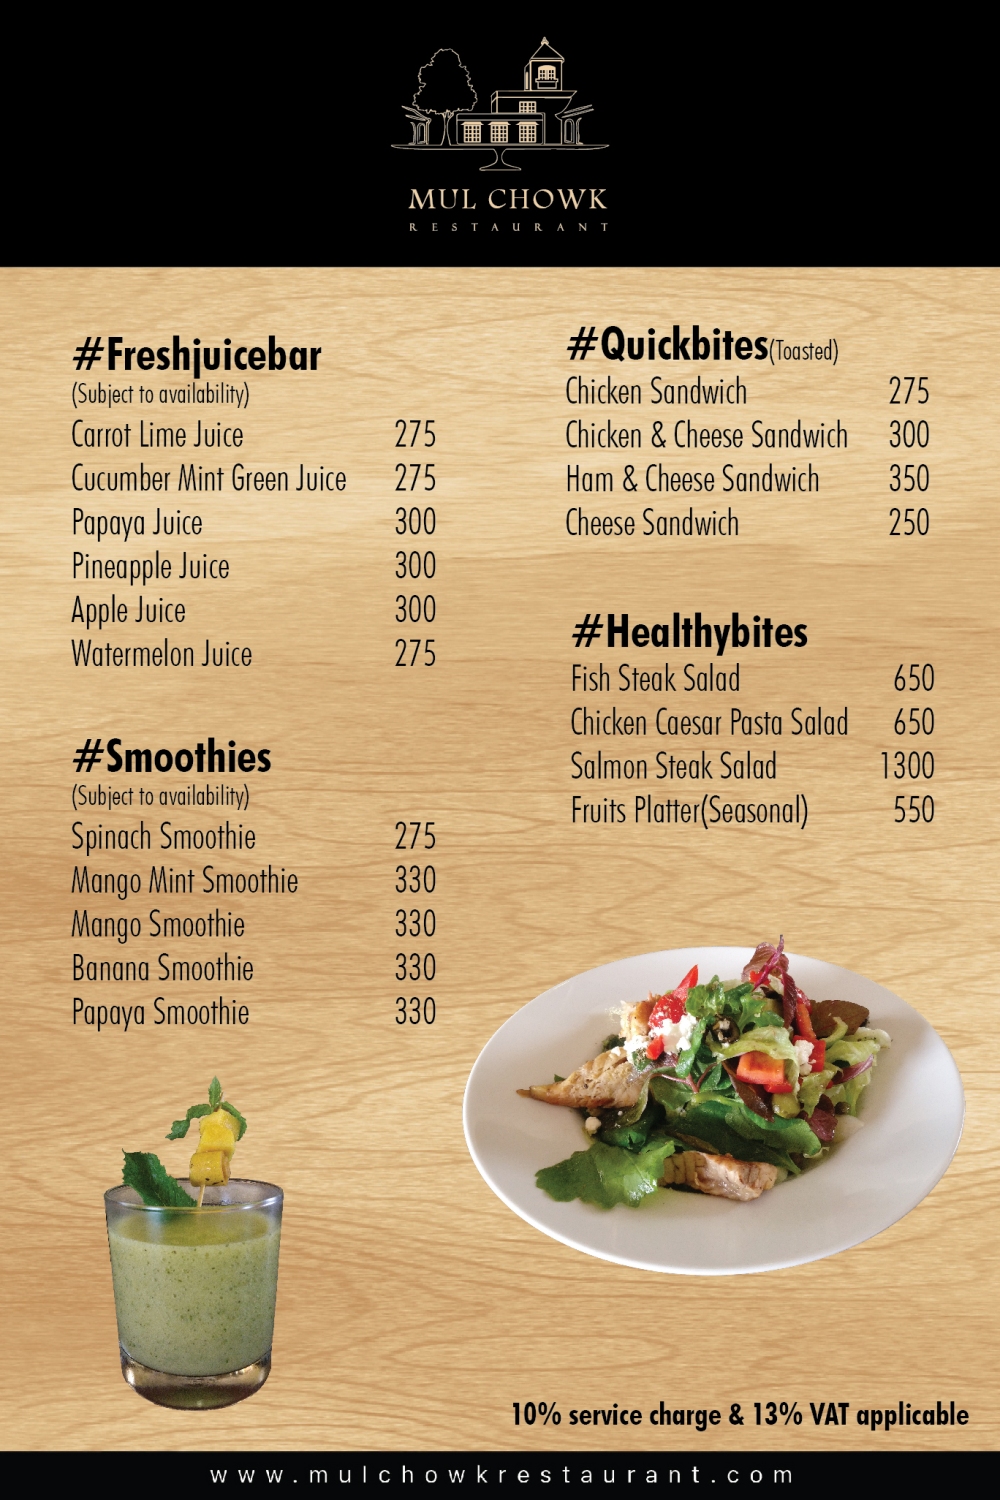 MUL CHOWK
RESTAURANT
#Freshjuicebar
(Subject to availability)
Carrot Lime Juice 275
Cucumber Mint Green Juice 275
Papaya Juice 300
Pineapple Juice 300
Apple Juice 300
Watermelon Juice 275
#Smoothies
(Subject to availability)
Spinach Smoothie 275
Mango Mint Smoothie 330
Mango Smoothie 330
Banana Smoothie 330
Papaya Smoothie 330
#Quickbites(Toasted)
Chicken Sandwich 275
Chicken & Cheese Sandwich 300
Ham & Cheese Sandwich 350
Cheese Sandwich 250
#Healthybites
Fish Steak Salad 650
Chicken Caesar Pasta Salad 650
Salmon Steak Salad 1300
Fruits Platter(Seasonal) 550
10% service charge & 13% VAT applicable
www.mulchowkrestaurant.com